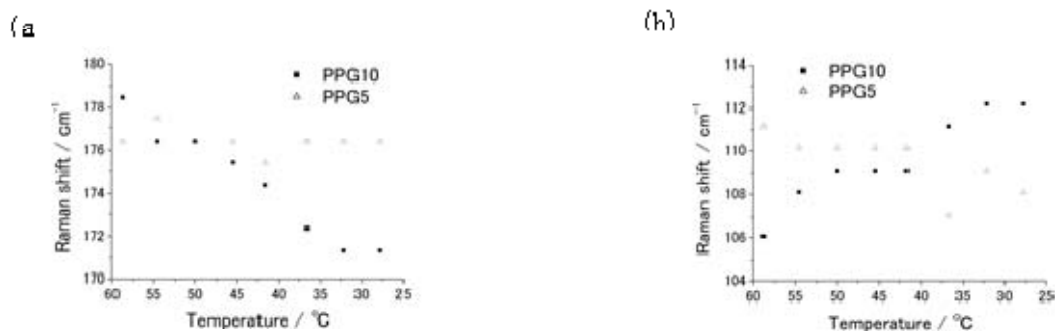 (a
(h)
180
178
176
174
172
170
Raman shift / cm⁻¹
PPG10
PPG5
60 55 50 45 40 35 30 25
Temperature / °C
114
112
110
108
106
104
Raman shift / cm⁻¹
PPG10
PPG5
60 55 50 45 40 35 30 25
Temperature / °C